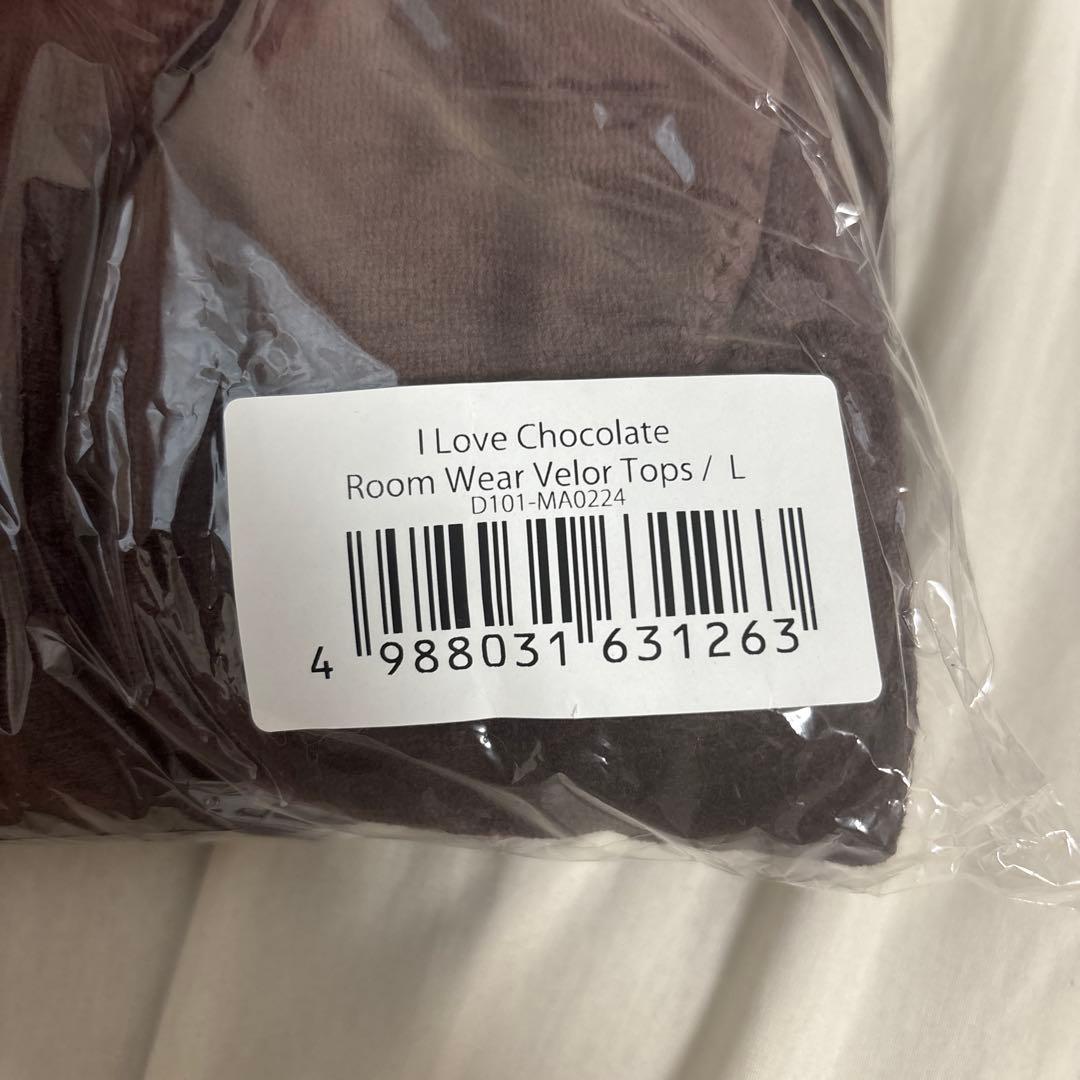 I Love Chocolate
Room Wear Velor Tops / L
D101-MA0224
4 988031 631263